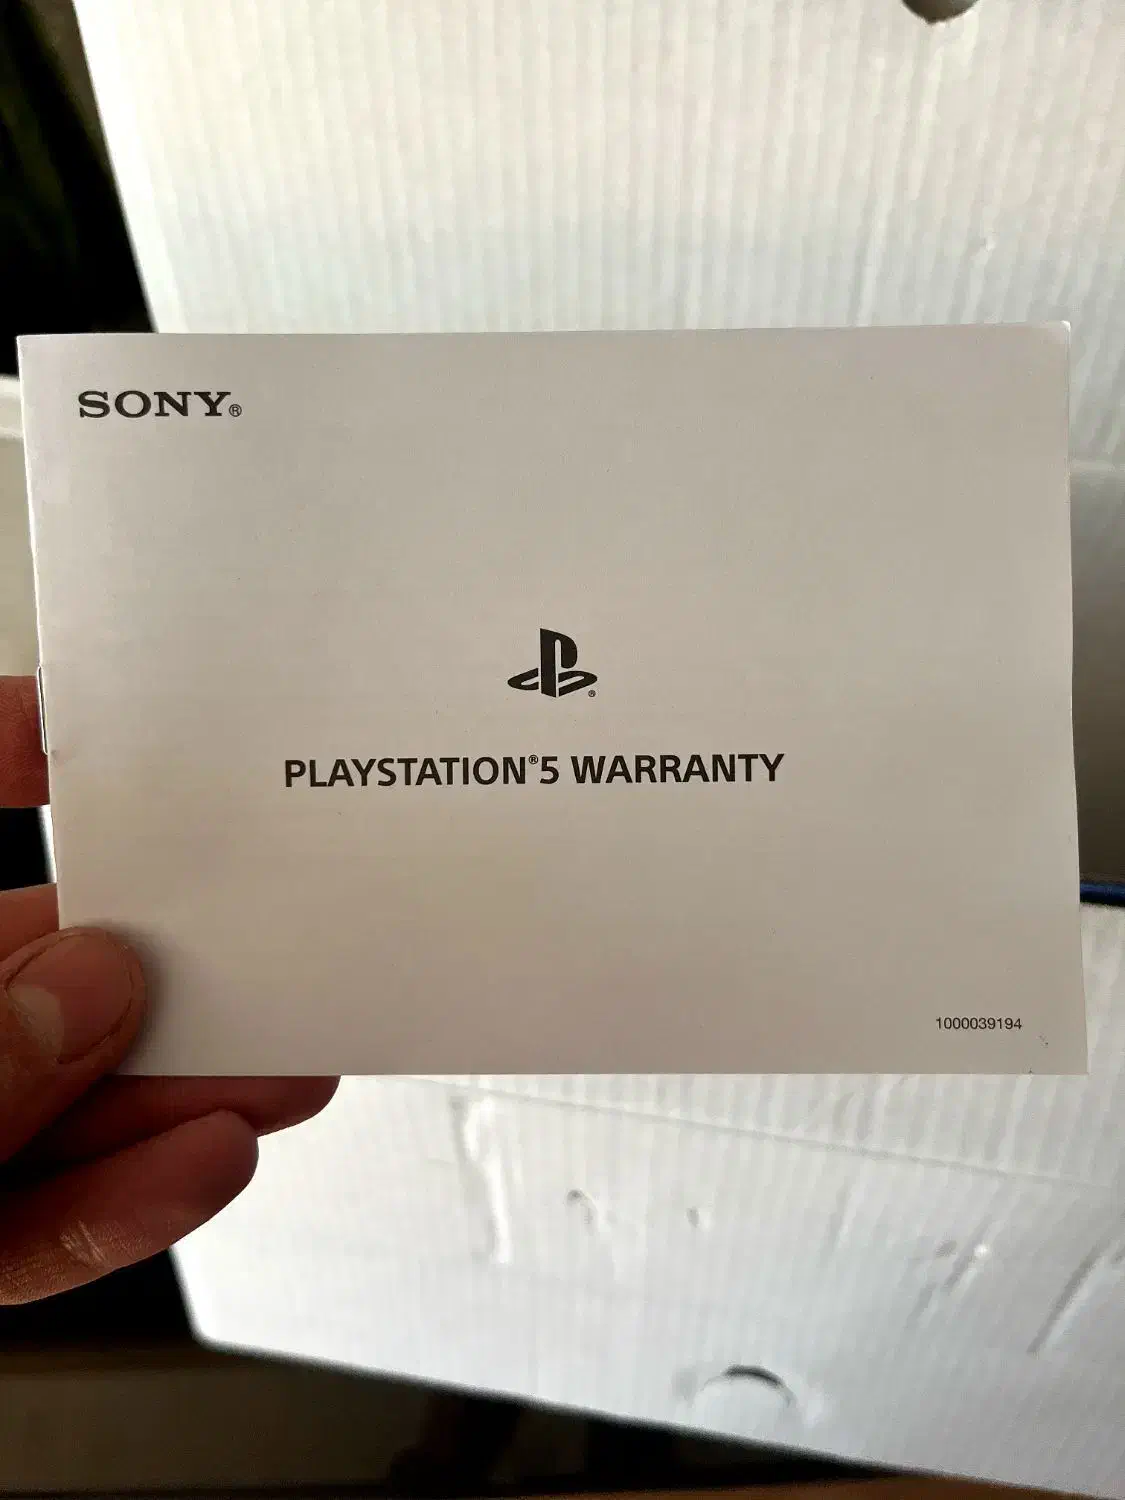 SONY®
®
PLAYSTATION®5 WARRANTY
1000039194